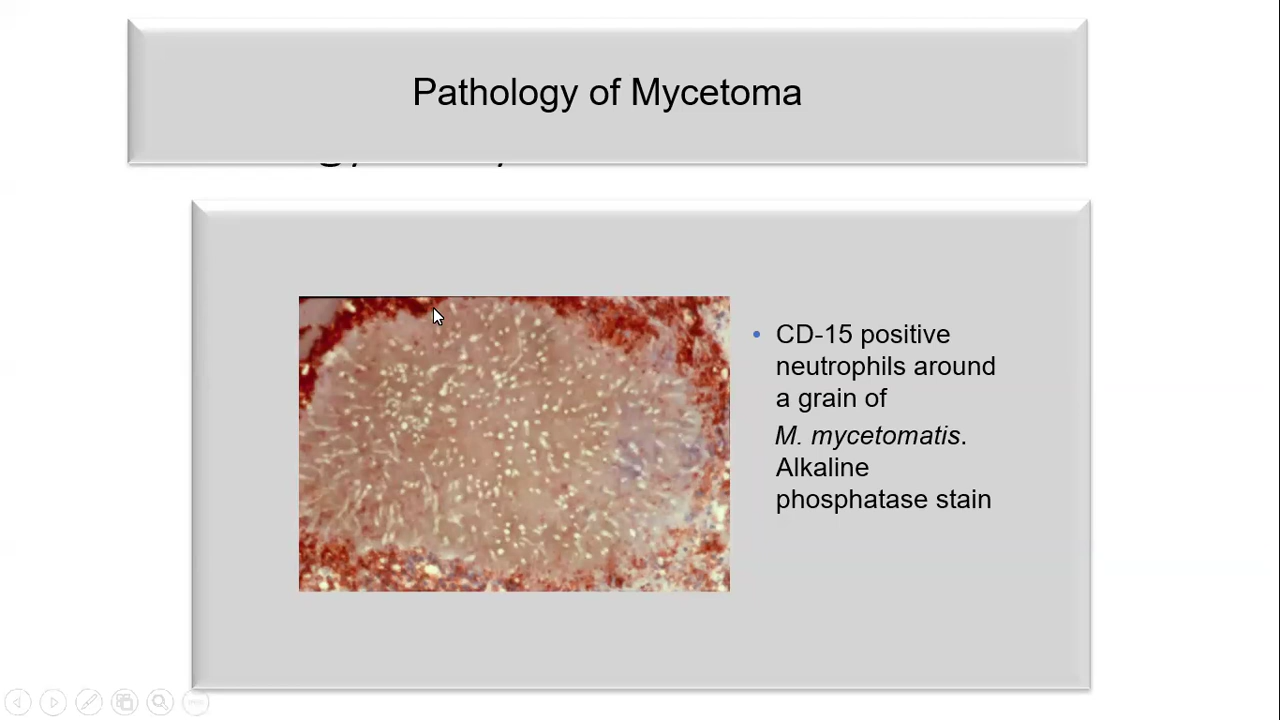 Pathology of Mycetoma
• CD-15 positive
neutrophils around
a grain of
M. mycetomatis.
Alkaline
phosphatase stain